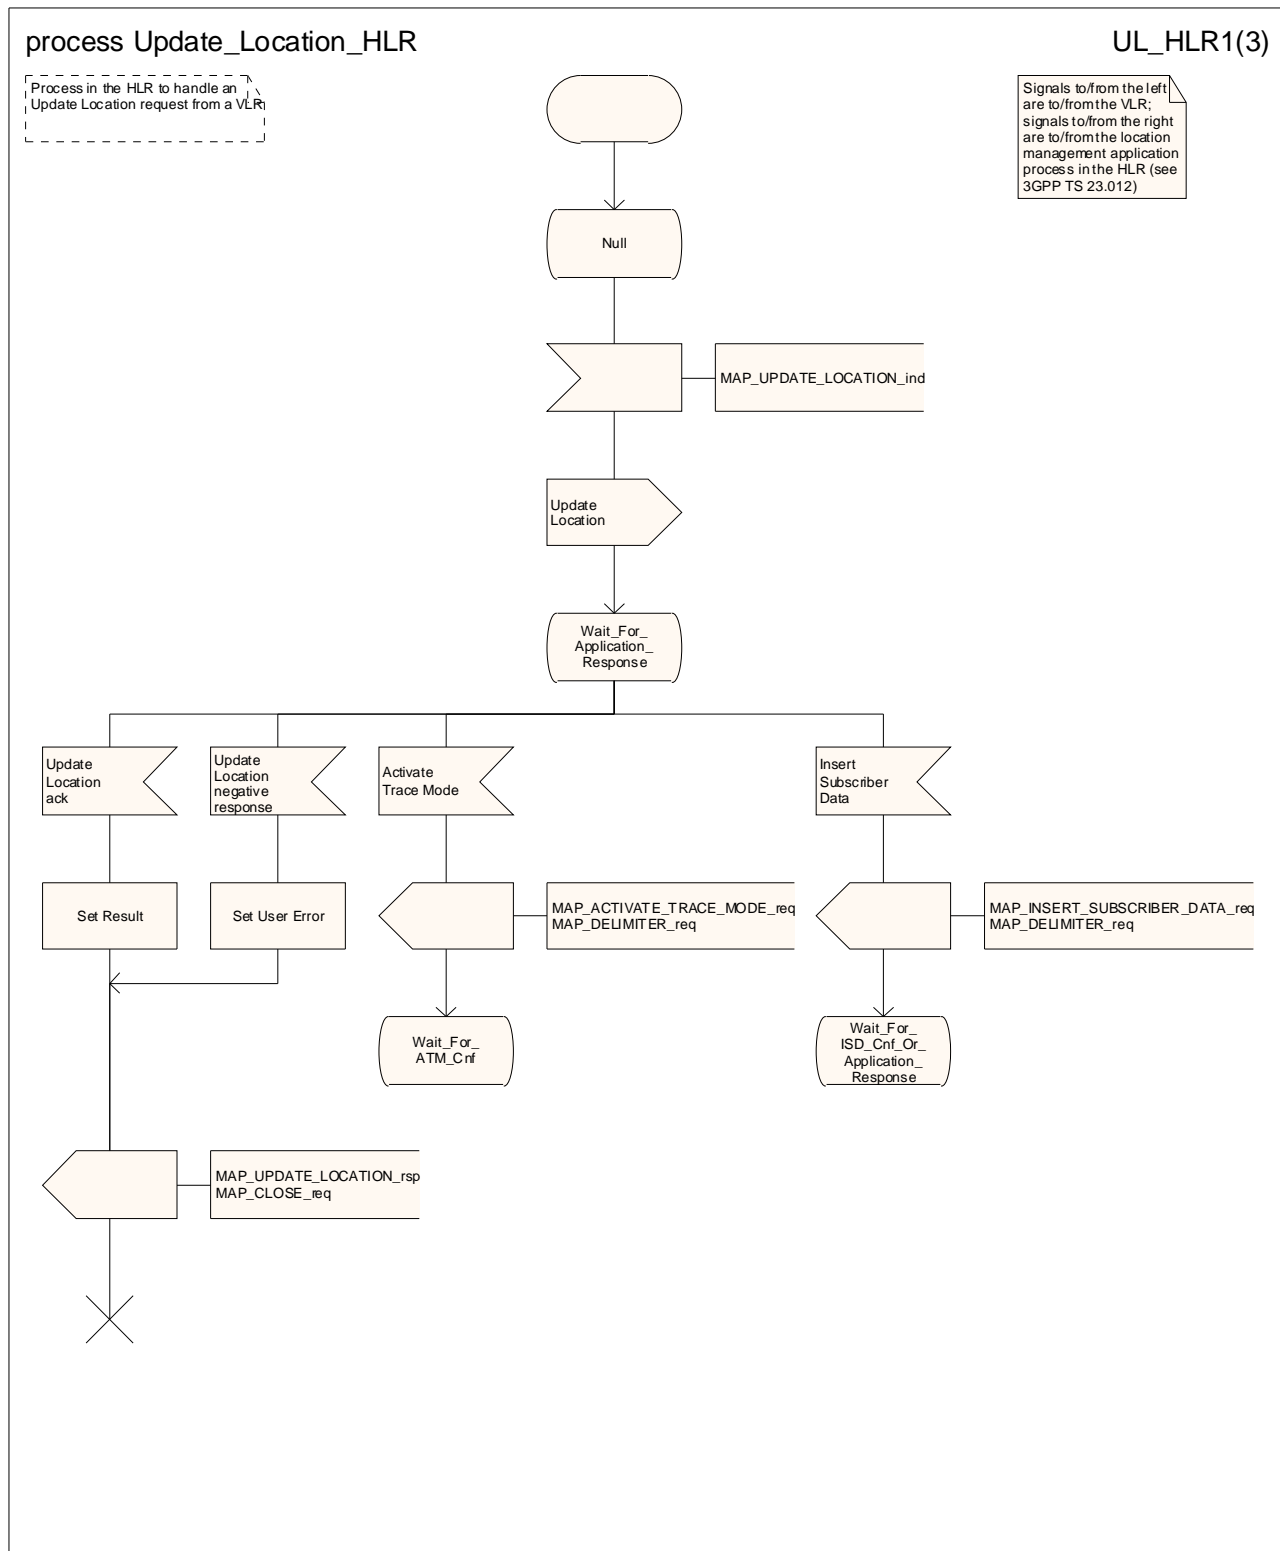 process Update_Location_HLR
UL_HLR1(3)
Process in the HLR to handle an
Update Location request from a VLR
Signals to/from the left
are to/from the VLR;
signals to/from the right
are to/from the location
management application
process in the HLR (see
3GPP TS 23.012)
Null
MAP_UPDATE_LOCATION_ind
Update
Location
Wait_For_
Application_
Response
Update
Location
ack
Update
Location
negative
response
Activate
Trace Mode
Insert
Subscriber
Data
Set Result
Set User Error
MAP_ACTIVATE_TRACE_MODE_req
MAP_DELIMITER_req
MAP_INSERT_SUBSCRIBER_DATA_req
MAP_DELIMITER_req
Wait_For_
ATM_Cnf
Wait_For_
ISD_Cnf_Or_
Application_
Response
MAP_UPDATE_LOCATION_rsp
MAP_CLOSE_req